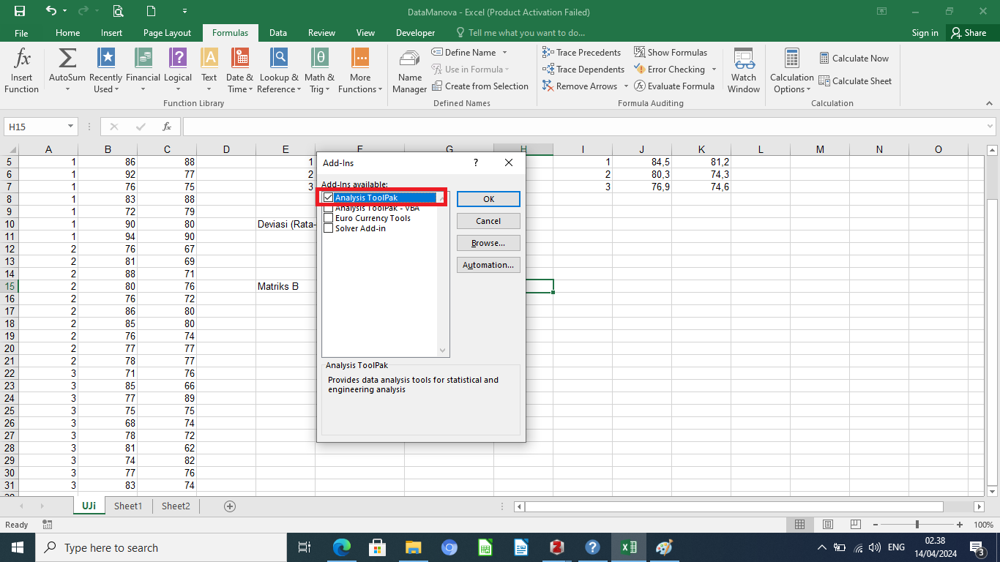 DataManova - Excel (Product Activation Failed)
File Home Insert Page Layout Formulas Data Review View Developer Tell me what you want to do... Sign in Share
Insert Function
AutoSum
Recently Used
Financial
Logical
Text
Date & Time
Lookup & Reference
Math & Trig
More Functions
Function Library
Name Manager
Define Name
Use in Formula
Create from Selection
Defined Names
Trace Precedents
Trace Dependents
Remove Arrows
Show Formulas
Error Checking
Evaluate Formula
Formula Auditing
Watch Window
Calculation Options
Calculate Now
Calculate Sheet
Calculation
H15 fx
A B C D E F G H I J K L M N O
5 1 86 88 1 1 84,5 81,2
6 1 92 77 2 2 80,3 74,3
7 1 76 75 3 3 76,9 74,6
8 1 83 88
9 1 72 79
10 1 90 80 Deviasi (Rata-
11 1 94 90
12 2 76 67
13 2 81 69
14 2 88 71
15 2 80 76 Matriks B
16 2 76 72
17 2 86 80
18 2 85 80
19 2 76 74
20 2 77 77
21 2 78 77
22 3 71 76
23 3 85 66
24 3 77 89
25 3 75 75
26 3 68 74
27 3 78 72
28 3 81 62
29 3 74 82
30 3 77 76
31 3 83 74
Add-Ins ?
Add-Ins available:
Analysis ToolPak
Analysis ToolPak - VBA
Euro Currency Tools
Solver Add-in
OK
Cancel
Browse...
Automation...
Analysis ToolPak
Provides data analysis tools for statistical and
engineering analysis
UJi Sheet1 Sheet2
Ready 100%
Type here to search
ENG
02.38
14/04/2024
3